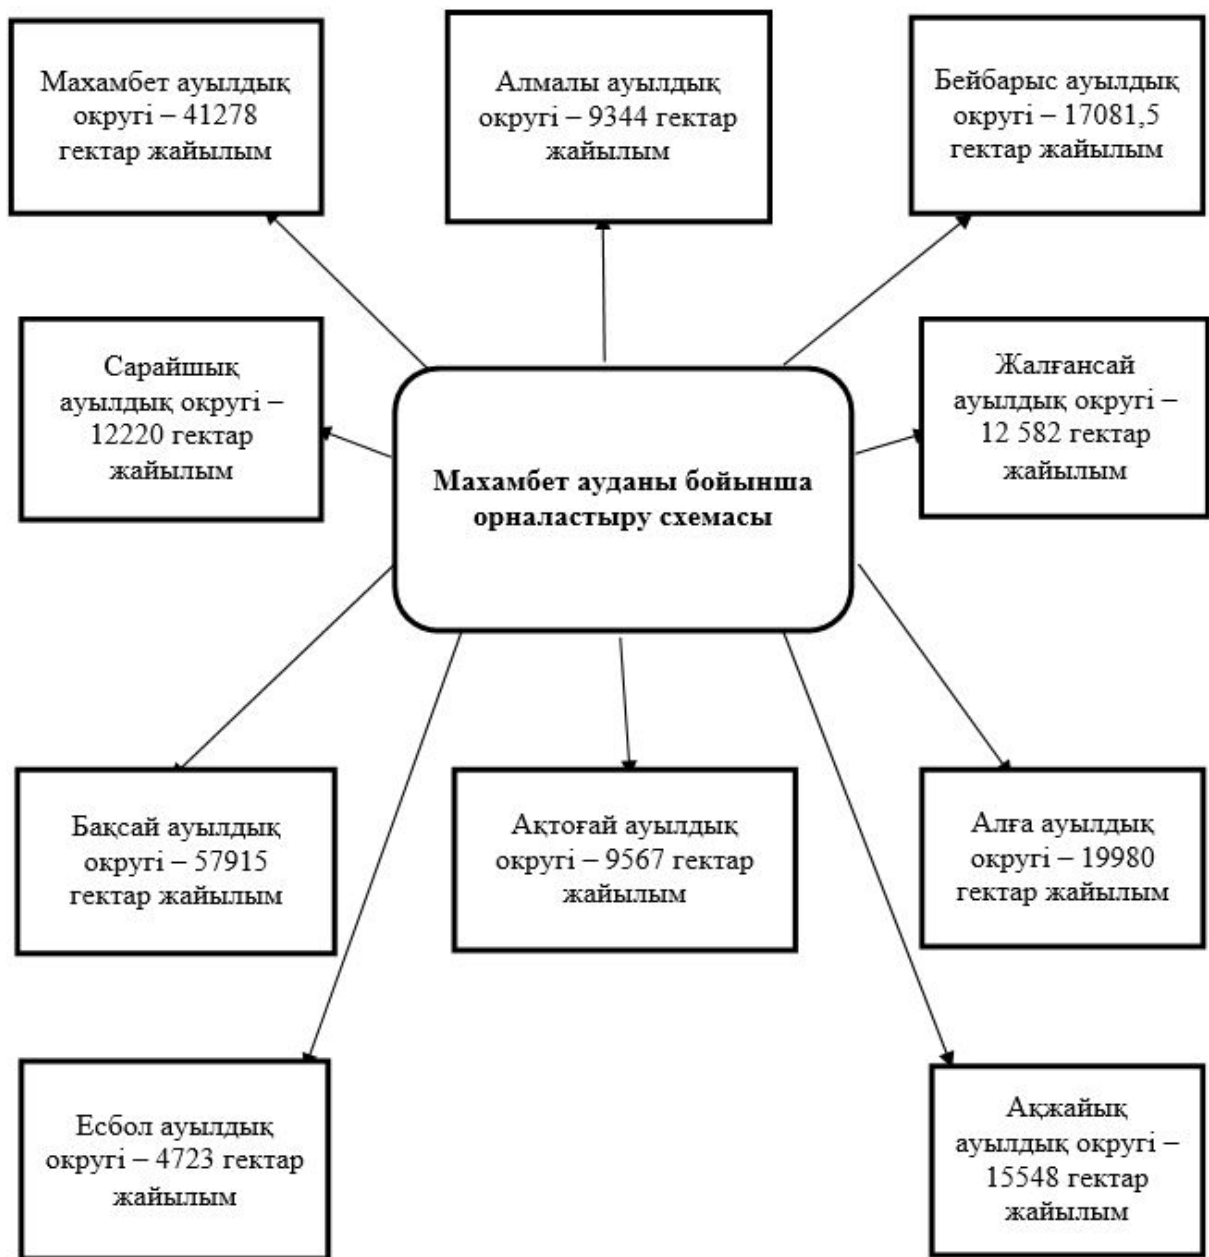 Махамбет ауылдық
округі – 41278
гектар жайылым
Алмалы ауылдық
округі – 9344 гектар
жайылым
Бейбарыс ауылдық
округі – 17081,5
гектар жайылым
Сарайшық
ауылдық округі –
12220 гектар
жайылым
Жалғансай
ауылдық округі –
12 582 гектар
жайылым
Махамбет ауданы бойынша
орналастыру схемасы
Бақсай ауылдық
округі – 57915
гектар жайылым
Ақтоғай ауылдық
округі – 9567 гектар
жайылым
Алға ауылдық
округі – 19980
гектар жайылым
Есбол ауылдық
округі – 4723 гектар
жайылым
Ақжайық
ауылдық округі –
15548 гектар
жайылым